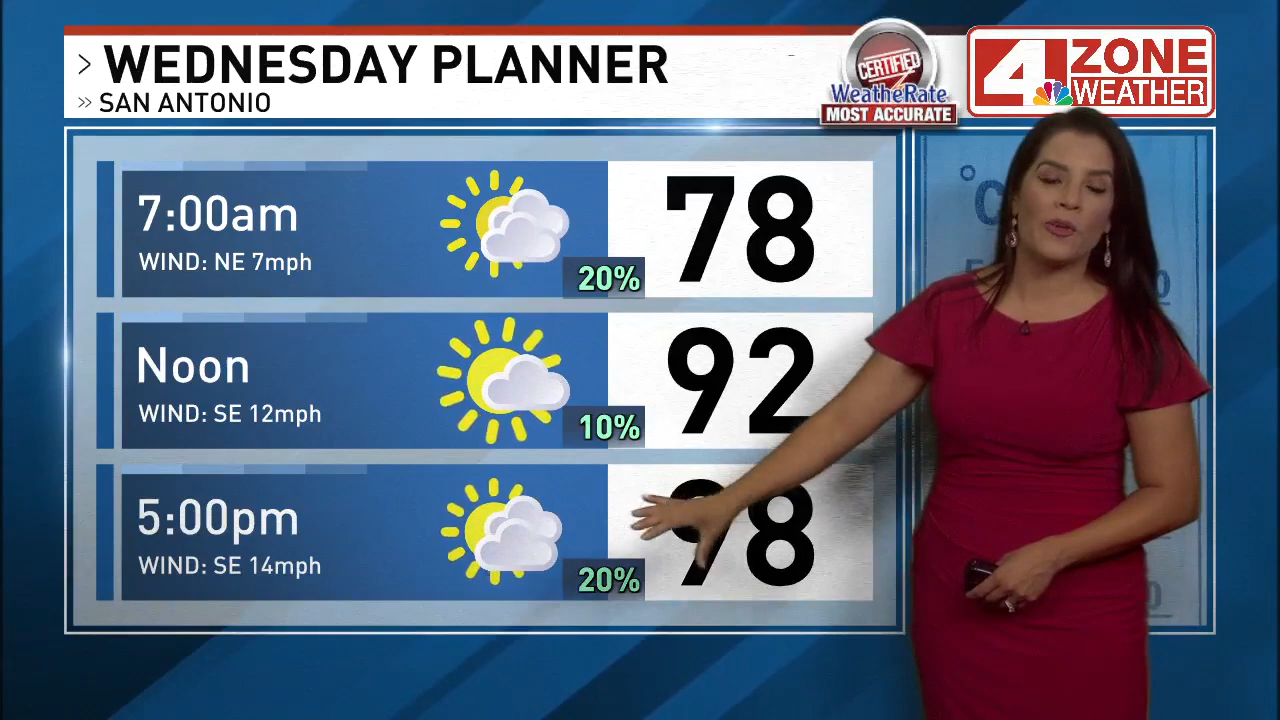 > WEDNESDAY PLANNER
» SAN ANTONIO
CERTIFIED
WeatheRate
MOST ACCURATE
4 ZONE
WEATHER
7:00am
WIND: NE 7mph
20%
78
Noon
WIND: SE 12mph
10%
92
5:00pm
WIND: SE 14mph
20%
98